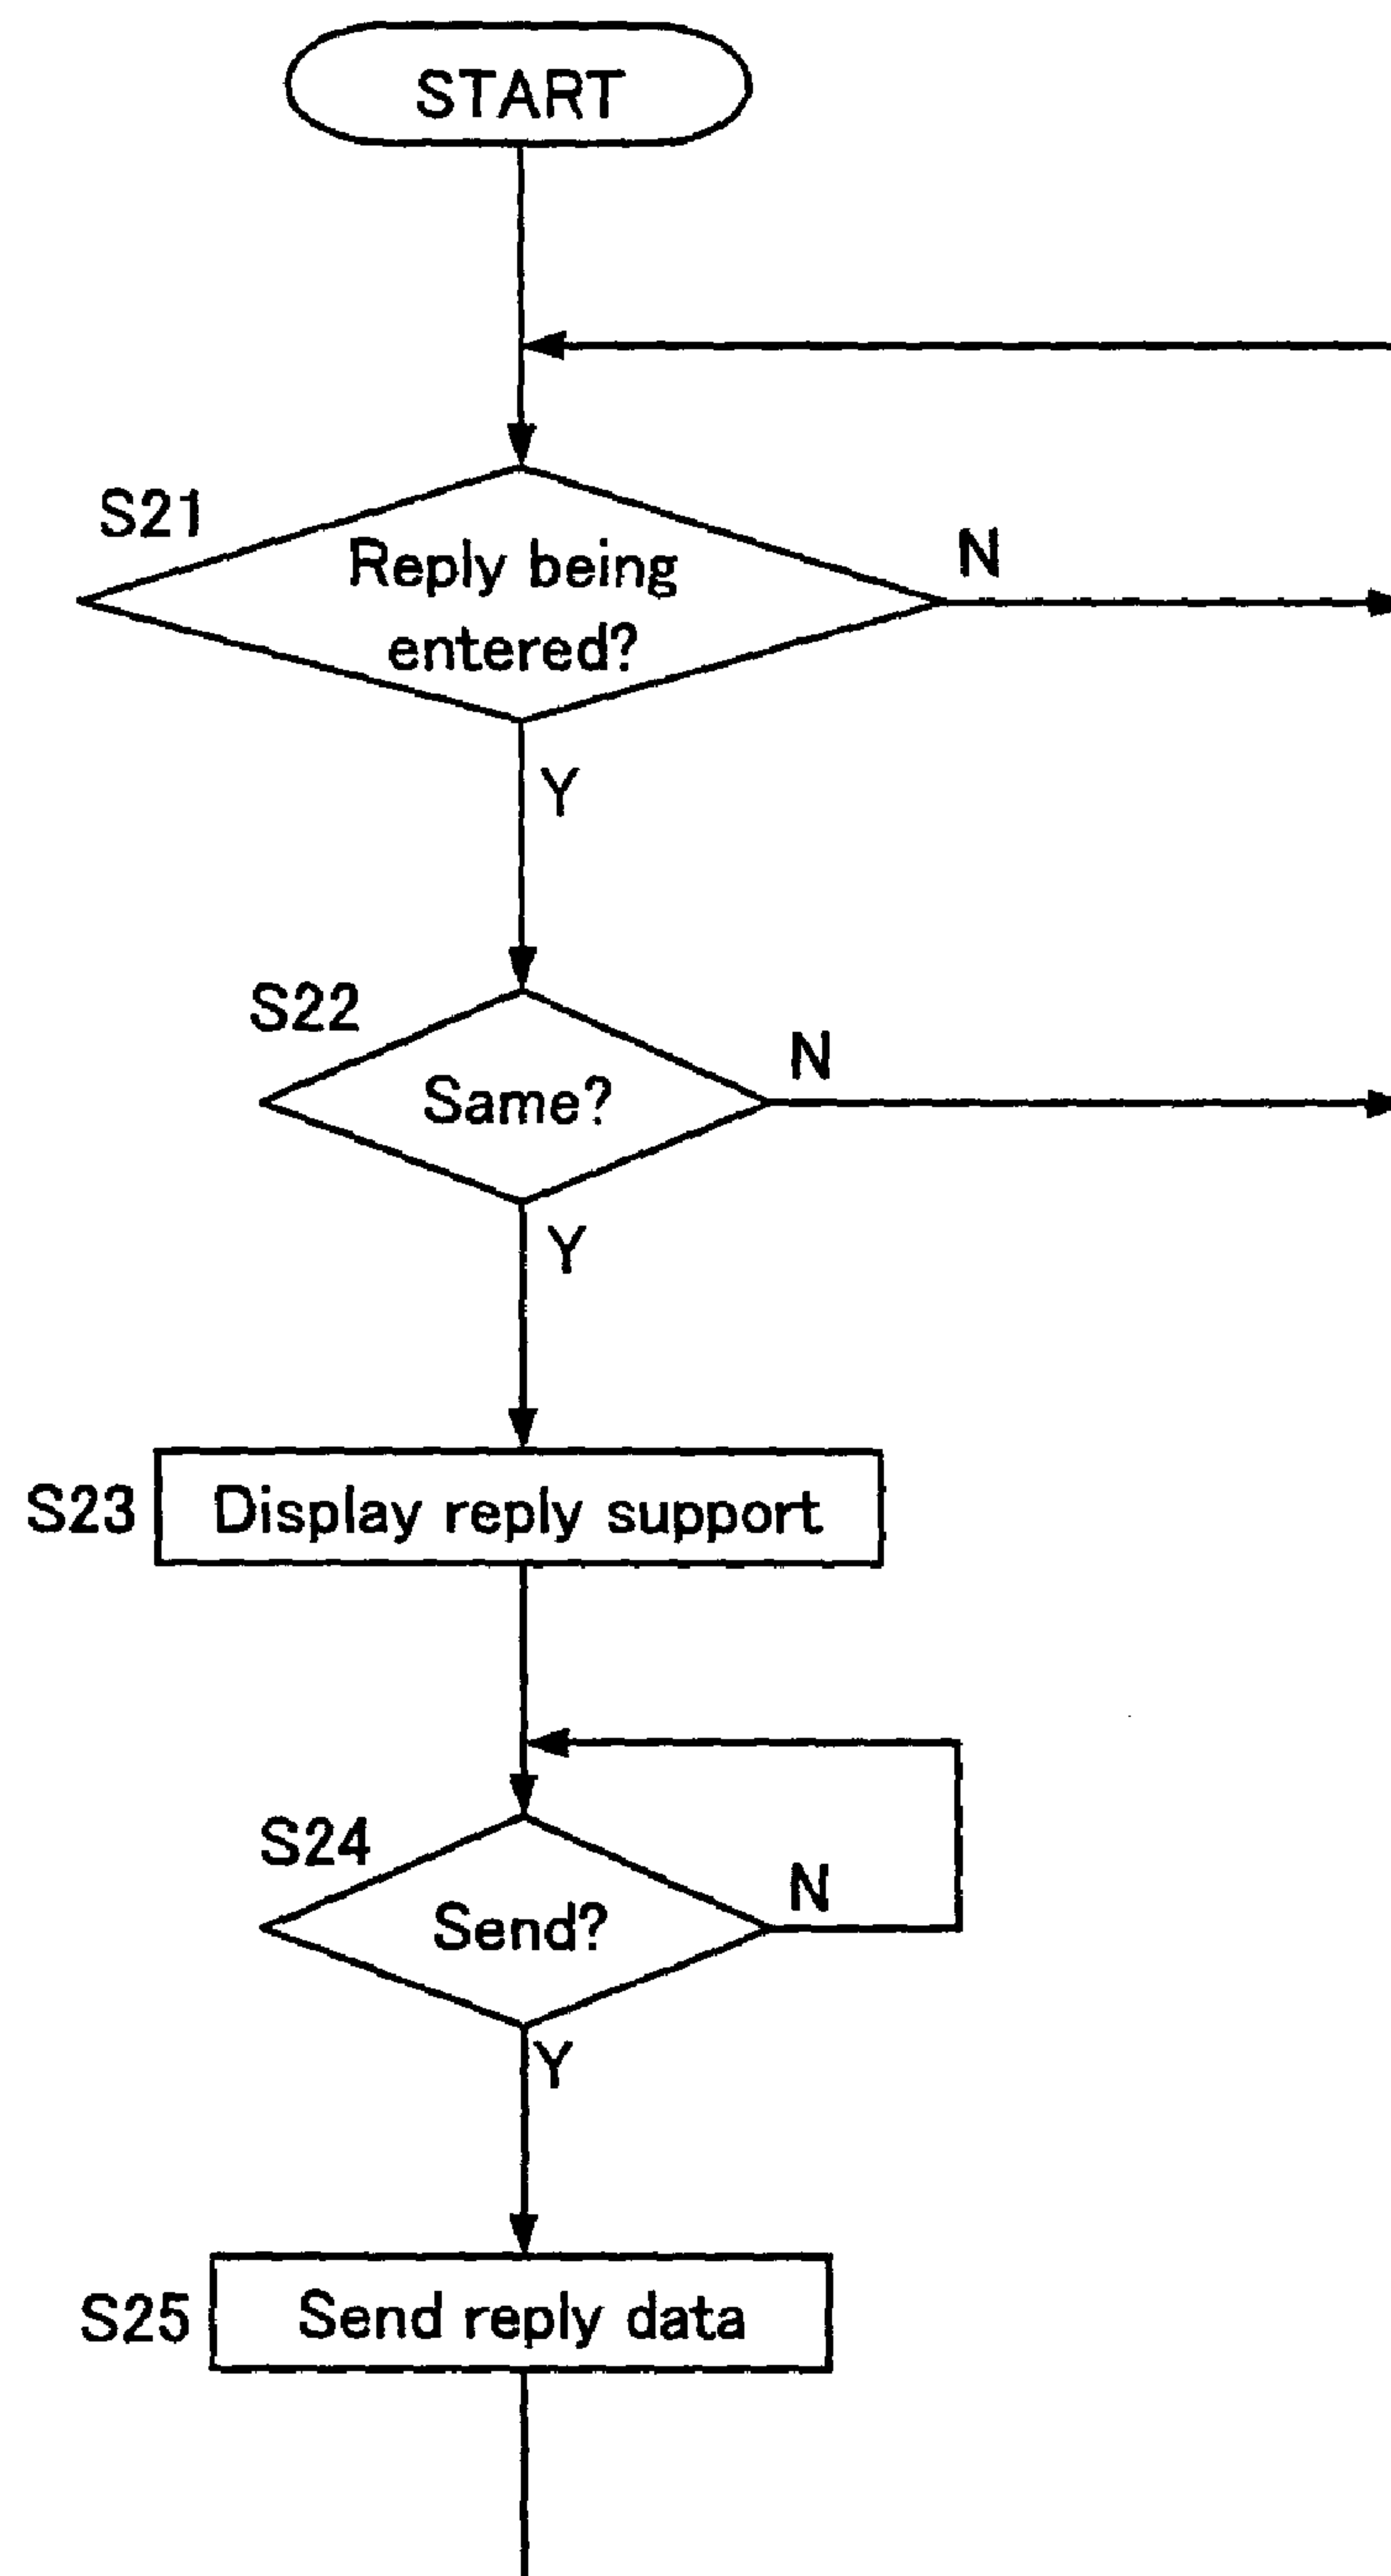 START
S21
Reply being
entered?
N
Y
S22
Same?
N
Y
S23
Display reply support
S24
Send?
N
Y
S25
Send reply data